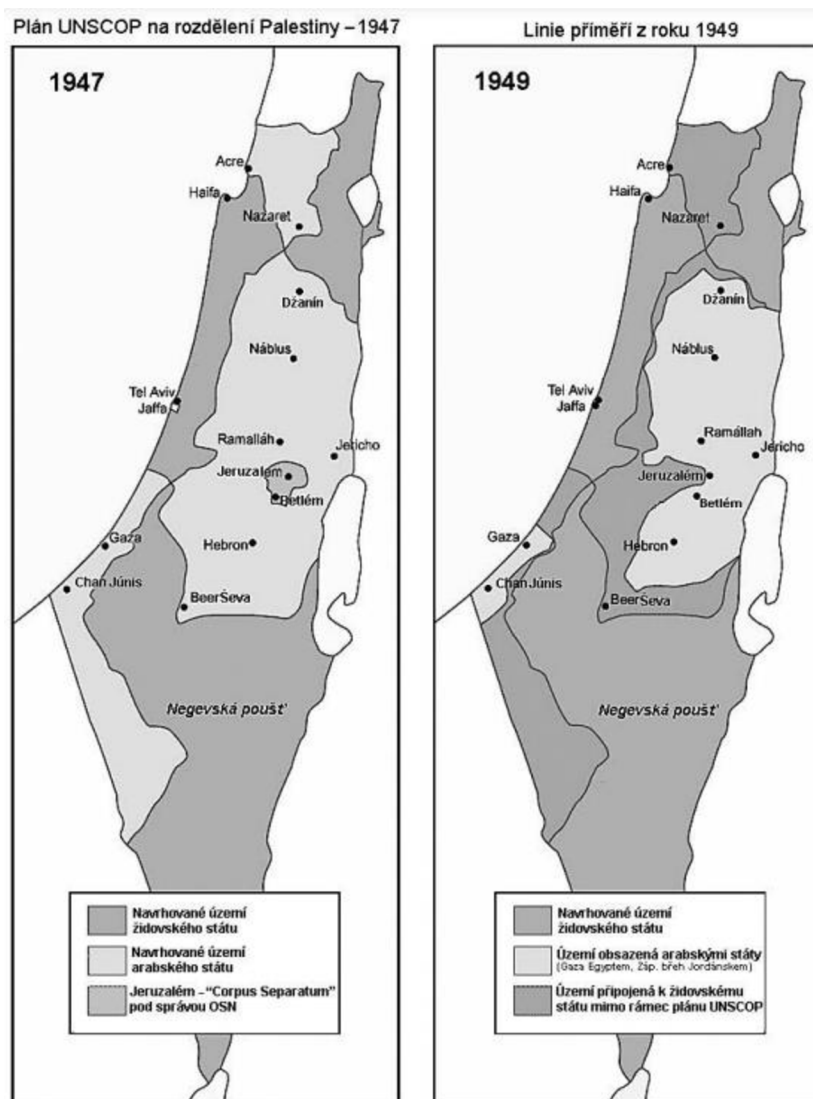 Plán UNSCOP na rozdělení Palestiny – 1947
1947
Acre
Haifa
Nazaret
Džanín
Náblus
Tel Aviv
Jaffa
Ramalláh
Jericho
Jeruzalém
Betlém
Gaza
Hebron
Chan Júnis
BeerŠeva
Negevská poušť
Navrhované území
židovského státu
Navrhované území
arabského státu
Jeruzalém – “Corpus Separatum”
pod správou OSN
Linie příměří z roku 1949
1949
Acre
Haifa
Nazaret
Džanín
Náblus
Tel Aviv
Jaffa
Ramállah
Jericho
Jeruzalém
Betlém
Gaza
Hebron
Chan Júnis
BeerŠeva
Negevská poušť
Navrhované území
židovského státu
Území obsazená arabskými státy
(Gaza Egyptem, Záp. břeh Jordánskem)
Území připojená k židovskému
státu mimo rámec plánu UNSCOP